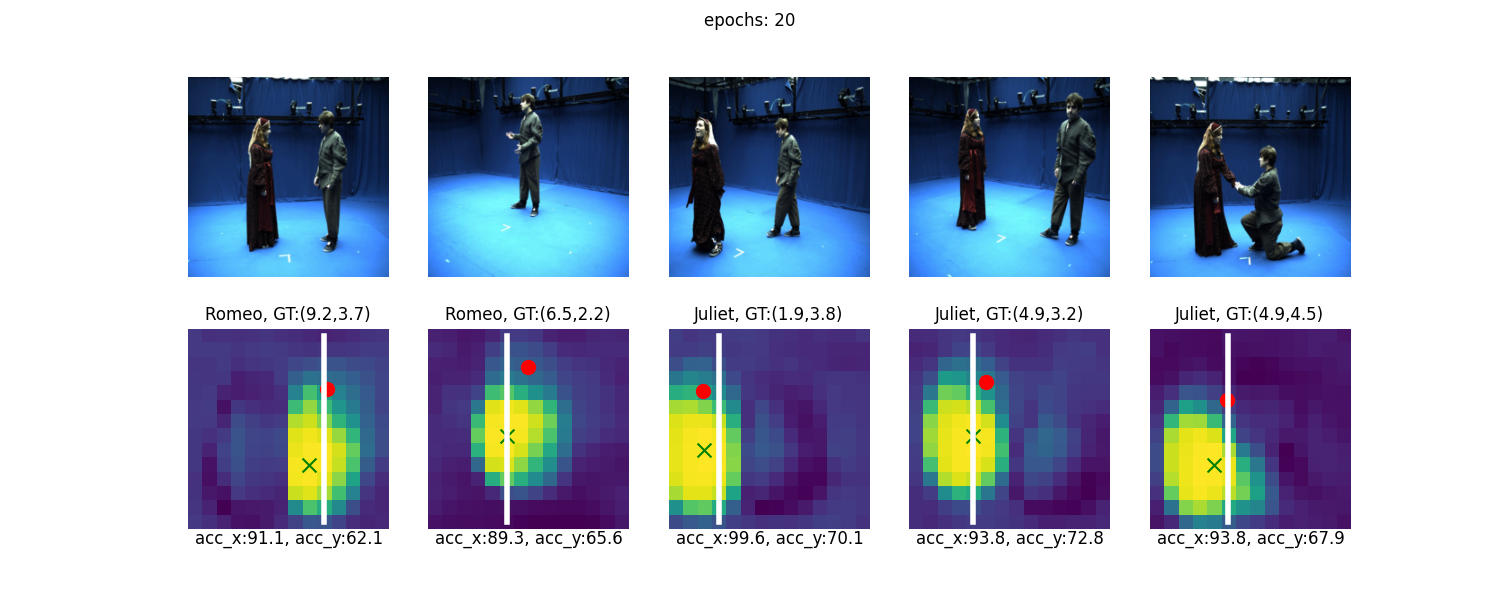 epochs: 20
Romeo, GT:(9.2,3.7)
Romeo, GT:(6.5,2.2)
Juliet, GT:(1.9,3.8)
Juliet, GT:(4.9,3.2)
Juliet, GT:(4.9,4.5)
acc_x:91.1, acc_y:62.1
acc_x:89.3, acc_y:65.6
acc_x:99.6, acc_y:70.1
acc_x:93.8, acc_y:72.8
acc_x:93.8, acc_y:67.9